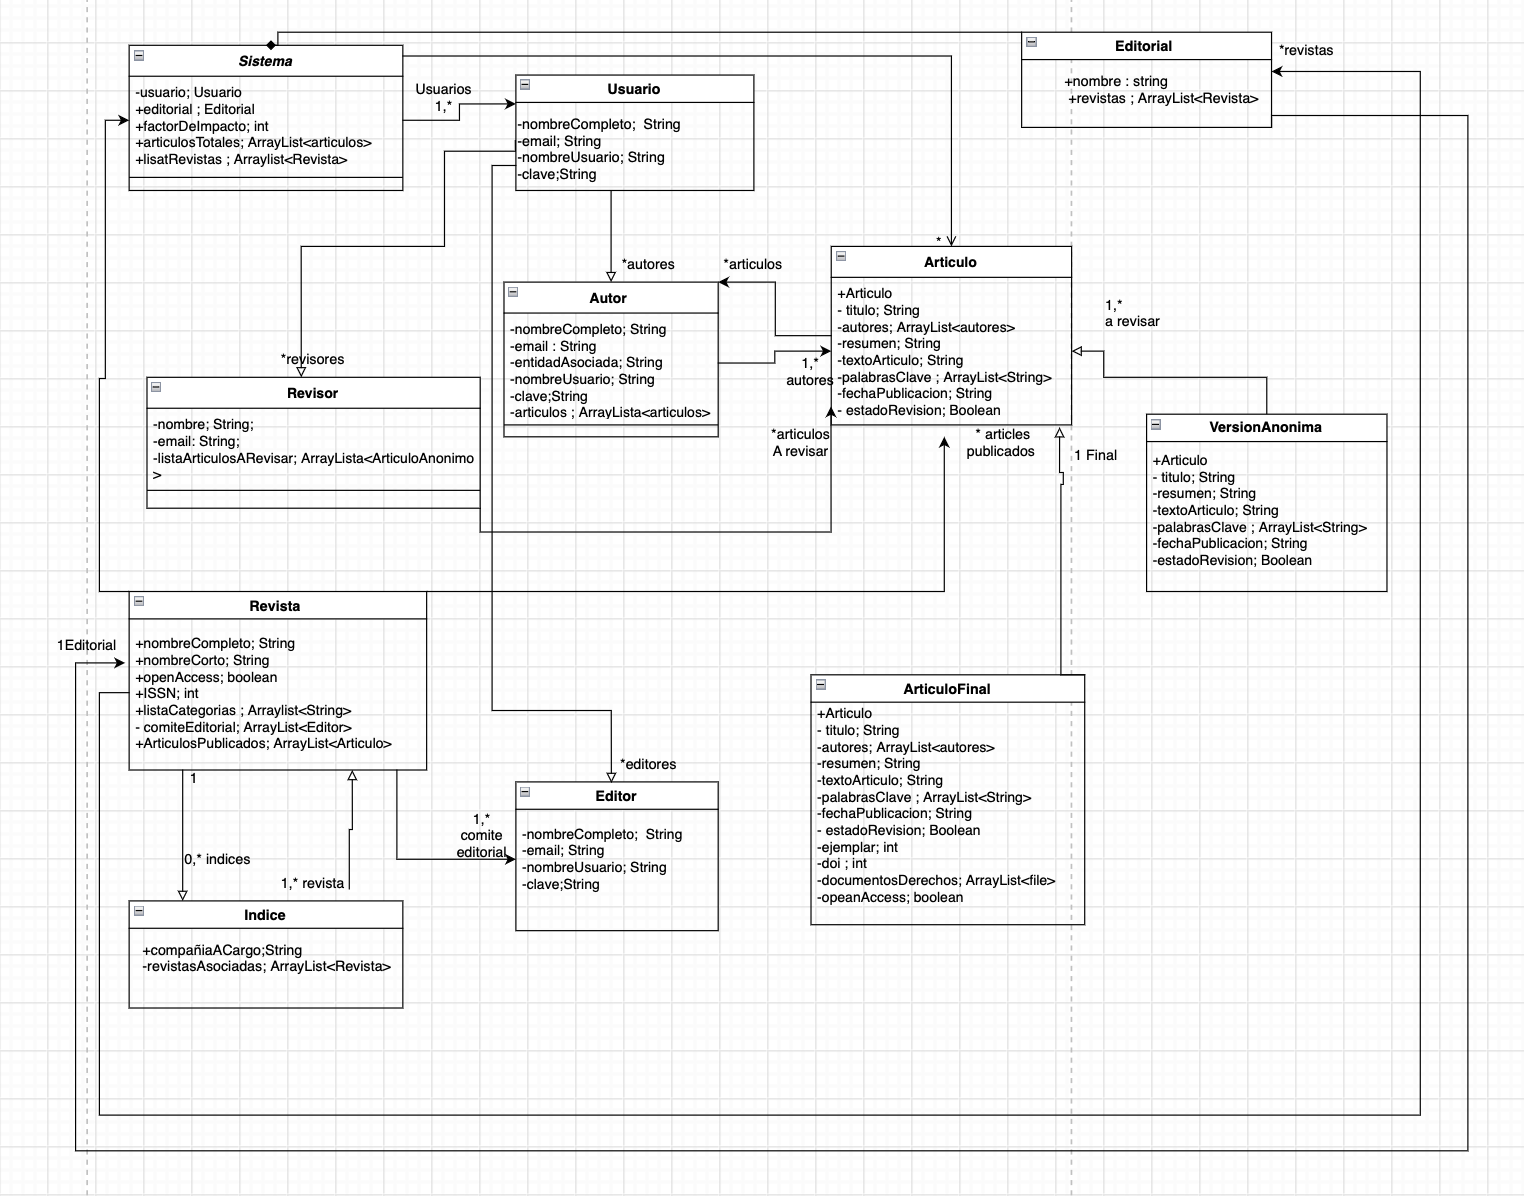 Sistema
-usuario; Usuario
+editorial ; Editorial
+factorDeImpacto; int
+articulosTotales; ArrayList<articulos>
+lisatRevistas ; Arraylist<Revista>
Usuarios
1,*
Usuario
-nombreCompleto;  String
-email; String
-nombreUsuario; String
-clave;String
Editorial
+nombre : string
+revistas ; ArrayList<Revista>
*revistas
*
*autores
*articulos
Autor
-nombreCompleto; String
-email : String
-entidadAsociada; String
-nombreUsuario; String
-clave;String
-articulos ; ArrayLista<articulos>
1,*
autores
Articulo
+Articulo
- titulo; String
-autores; ArrayList<autores>
-resumen; String
-textoArticulo; String
-palabrasClave ; ArrayList<String>
-fechaPublicacion; String
- estadoRevision; Boolean
1,*
a revisar
*revisores
Revisor
-nombre; String;
-email: String;
-listaArticulosARevisar; ArrayLista<ArticuloAnonimo
>
*articulos
A revisar
* articles
publicados
1 Final
VersionAnonima
+Articulo
- titulo; String
-resumen; String
-textoArticulo; String
-palabrasClave ; ArrayList<String>
-fechaPublicacion; String
-estadoRevision; Boolean
1Editorial
Revista
+nombreCompleto; String
+nombreCorto; String
+openAccess; boolean
+ISSN; int
+listaCategorias ; Arraylist<String>
- comiteEditorial; ArrayList<Editor>
+ArticulosPublicados; ArrayList<Articulo>
1
0,* indices
1,* revista
1,*
comite
editorial
*editores
Editor
-nombreCompleto;  String
-email; String
-nombreUsuario; String
-clave;String
ArticuloFinal
+Articulo
- titulo; String
-autores; ArrayList<autores>
-resumen; String
-textoArticulo; String
-palabrasClave ; ArrayList<String>
-fechaPublicacion; String
- estadoRevision; Boolean
-ejemplar; int
-doi ; int
-documentosDerechos; ArrayList<file>
-opeanAccess; boolean
Indice
+compañiaACargo;String
-revistasAsociadas; ArrayList<Revista>